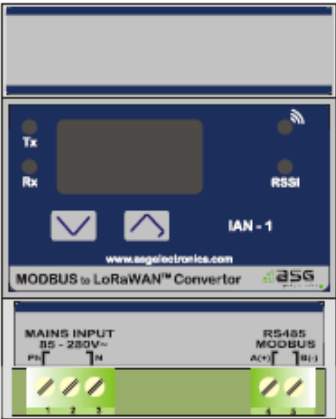 Tx
Rx
RSSI
IAN - 1
www.asgelectronics.com
MODBUS to LoRaWAN™ Convertor
asg
MAINS INPUT
85 - 280V~
Ph N
RS485
MODBUS
A(+) B(-)
1 2 3
4 5